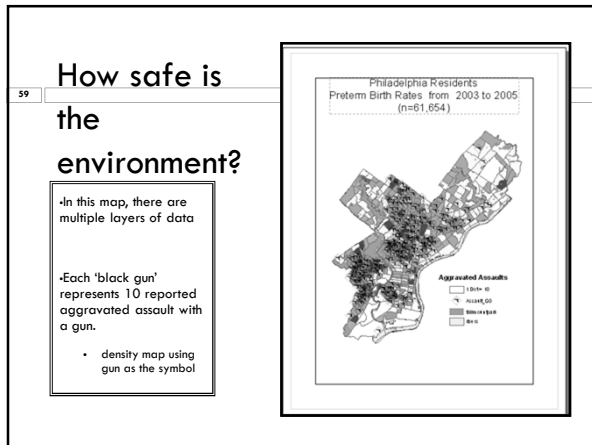 59
How safe is
the
environment?
•In this map, there are
multiple layers of data
•Each 'black gun'
represents 10 reported
aggravated assault with
a gun.
• density map using
gun as the symbol
Philadelphia Residents
Preterm Birth Rates from 2003 to 2005
(n=61,654)
Aggravated Assaults